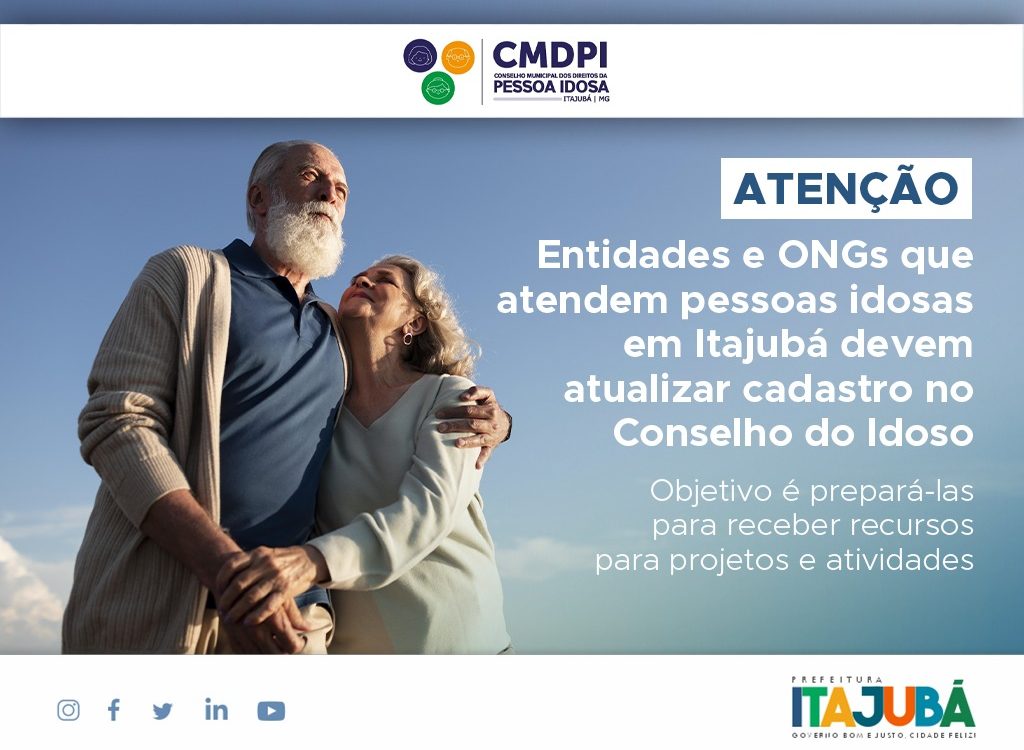 CMDPI
CONSELHO MUNICIPAL DOS DIREITOS DA
PESSOA IDOSA
ITAJUBÁ | MG
ATENÇÃO
Entidades e ONGs que
atendem pessoas idosas
em Itajubá devem
atualizar cadastro no
Conselho do Idoso
Objetivo é prepará-las
para receber recursos
para projetos e atividades
PREFEITURA
ITAJUBÁ
GOVERNO BOM E JUSTO, CIDADE FELIZ!